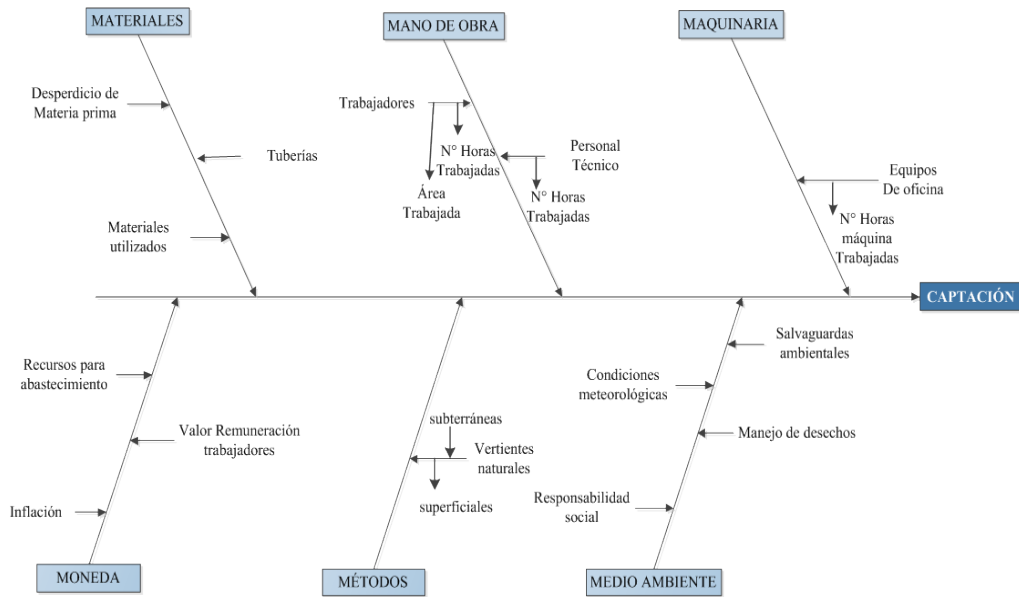 MATERIALES
MANO DE OBRA
MAQUINARIA
Desperdicio de
Materia prima
Tuberías
Materiales
utilizados
Trabajadores
N° Horas
Trabajadas
Área
Trabajada
Personal
Técnico
N° Horas
Trabajadas
Equipos
De oficina
N° Horas
máquina
Trabajadas
CAPTACIÓN
Recursos para
abastecimiento
Valor Remuneración
trabajadores
Inflación
subterráneas
Vertientes
naturales
superficiales
Salvaguardas
ambientales
Condiciones
meteorológicas
Manejo de desechos
Responsabilidad
social
MONEDA
MÉTODOS
MEDIO AMBIENTE